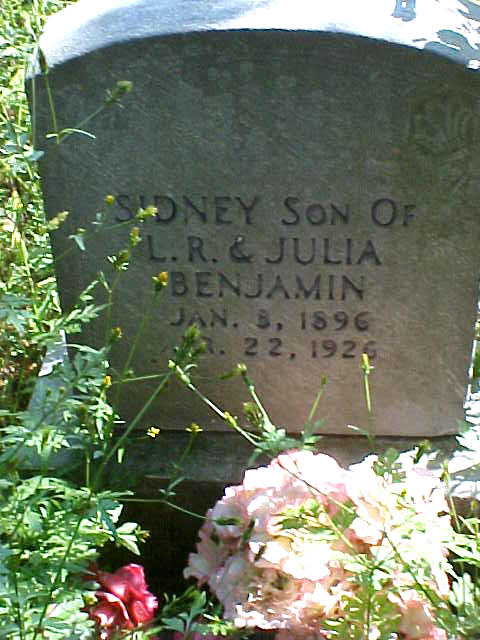 SIDNEY SON OF
L. R. & JULIA
BENJAMIN
JAN. 8, 1896
22, 1926